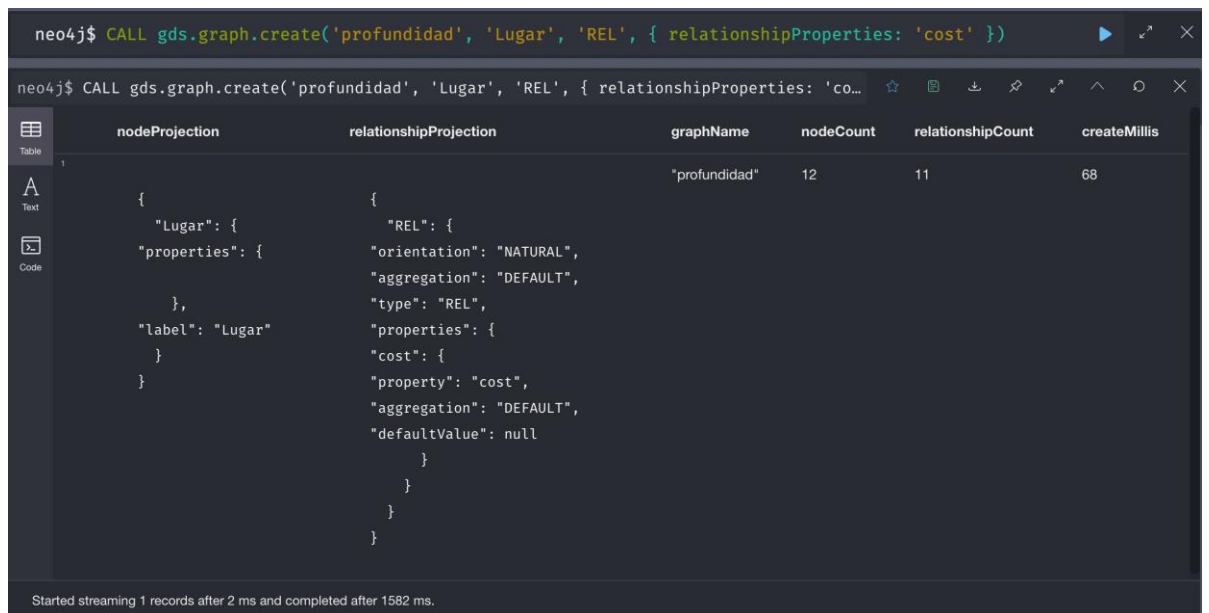 neo4j$ CALL gds.graph.create('profundidad', 'Lugar', 'REL', { relationshipProperties: 'cost' })
neo4j$ CALL gds.graph.create('profundidad', 'Lugar', 'REL', { relationshipProperties: 'co…
Table
Text
Code
nodeProjection relationshipProjection graphName nodeCount relationshipCount createMillis
1
"profundidad" 12 11 68
{ {
"Lugar": { "REL": {
"properties": { "orientation": "NATURAL",
"aggregation": "DEFAULT",
}, "type": "REL",
"label": "Lugar" "properties": {
} "cost": {
} "property": "cost",
"aggregation": "DEFAULT",
"defaultValue": null
}
}
}
}
Started streaming 1 records after 2 ms and completed after 1582 ms.